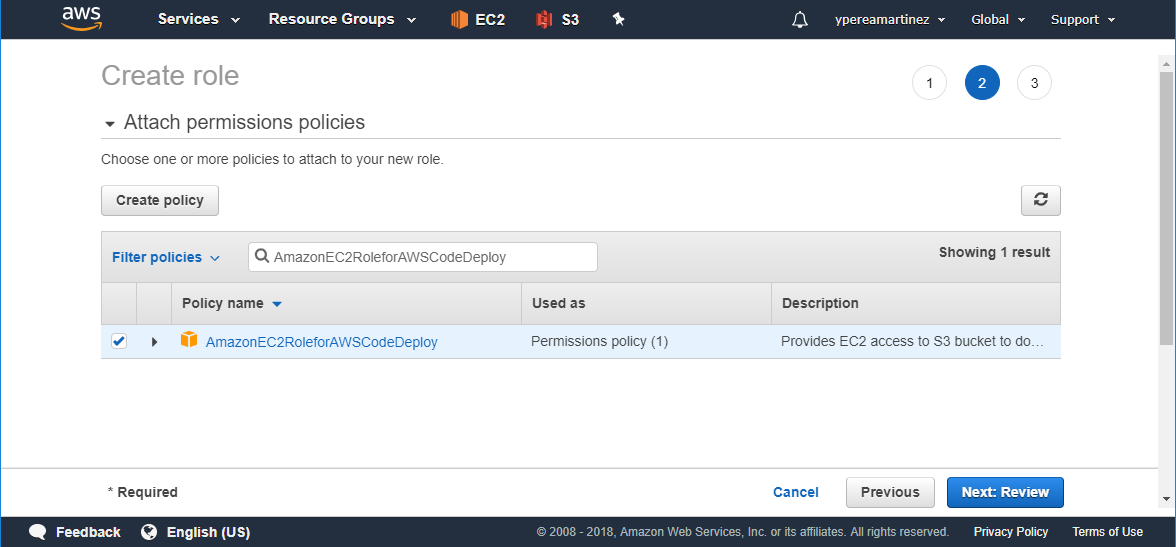 aws Services Resource Groups EC2 S3 ypereamartinez Global Support
Create role
1 2 3
Attach permissions policies
Choose one or more policies to attach to your new role.
Create policy
Filter policies AmazonEC2RoleforAWSCodeDeploy Showing 1 result
Policy name Used as Description
AmazonEC2RoleforAWSCodeDeploy Permissions policy (1) Provides EC2 access to S3 bucket to do…
* Required Cancel Previous Next: Review
Feedback English (US) © 2008 - 2018, Amazon Web Services, Inc. or its affiliates. All rights reserved. Privacy Policy Terms of Use